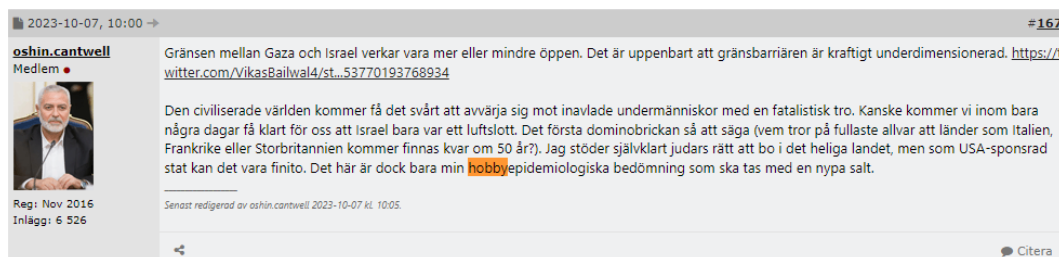 2023-10-07, 10:00
#167
oshin.cantwell
Medlem
Reg: Nov 2016
Inlägg: 6 526
Gränsen mellan Gaza och Israel verkar vara mer eller mindre öppen. Det är uppenbart att gränsbarriären är kraftigt underdimensionerad. https://t
witter.com/VikasBailwal4/st...53770193768934
Den civiliserade världen kommer få det svårt att avvärja sig mot inavlade undermänniskor med en fatalistisk tro. Kanske kommer vi inom bara
några dagar få klart för oss att Israel bara var ett luftslott. Det första dominobrickan så att säga (vem tror på fullaste allvar att länder som Italien,
Frankrike eller Storbritannien kommer finnas kvar om 50 år?). Jag stöder självklart judars rätt att bo i det heliga landet, men som USA-sponsrad
stat kan det vara finito. Det här är dock bara min hobbyepidemiologiska bedömning som ska tas med en nypa salt.
Senast redigerad av oshin.cantwell 2023-10-07 kl. 10:05.
Citera